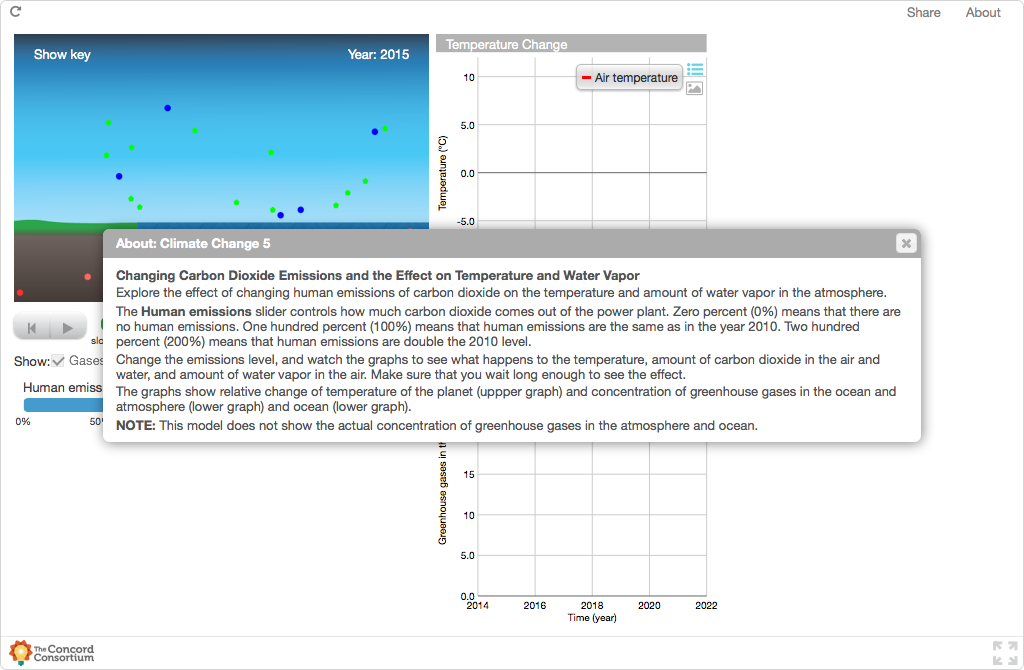 Share About
Show key
Year: 2015
Temperature Change
Air temperature
10
5.0
0.0
-5.0
Temperature (°C)
About: Climate Change 5
Changing Carbon Dioxide Emissions and the Effect on Temperature and Water Vapor
Explore the effect of changing human emissions of carbon dioxide on the temperature and amount of water vapor in the atmosphere.
The Human emissions slider controls how much carbon dioxide comes out of the power plant. Zero percent (0%) means that there are
no human emissions. One hundred percent (100%) means that human emissions are the same as in the year 2010. Two hundred
percent (200%) means that human emissions are double the 2010 level.
Change the emissions level, and watch the graphs to see what happens to the temperature, amount of carbon dioxide in the air and
water, and amount of water vapor in the air. Make sure that you wait long enough to see the effect.
The graphs show relative change of temperature of the planet (uppper graph) and concentration of greenhouse gases in the ocean and
atmosphere (lower graph) and ocean (lower graph).
NOTE: This model does not show the actual concentration of greenhouse gases in the atmosphere and ocean.
Show: Gases
Human emiss
0% 50
Greenhouse gases in th
15
10
5.0
0.0
2014 2016 2018 2020 2022
Time (year)
The Concord
Consortium